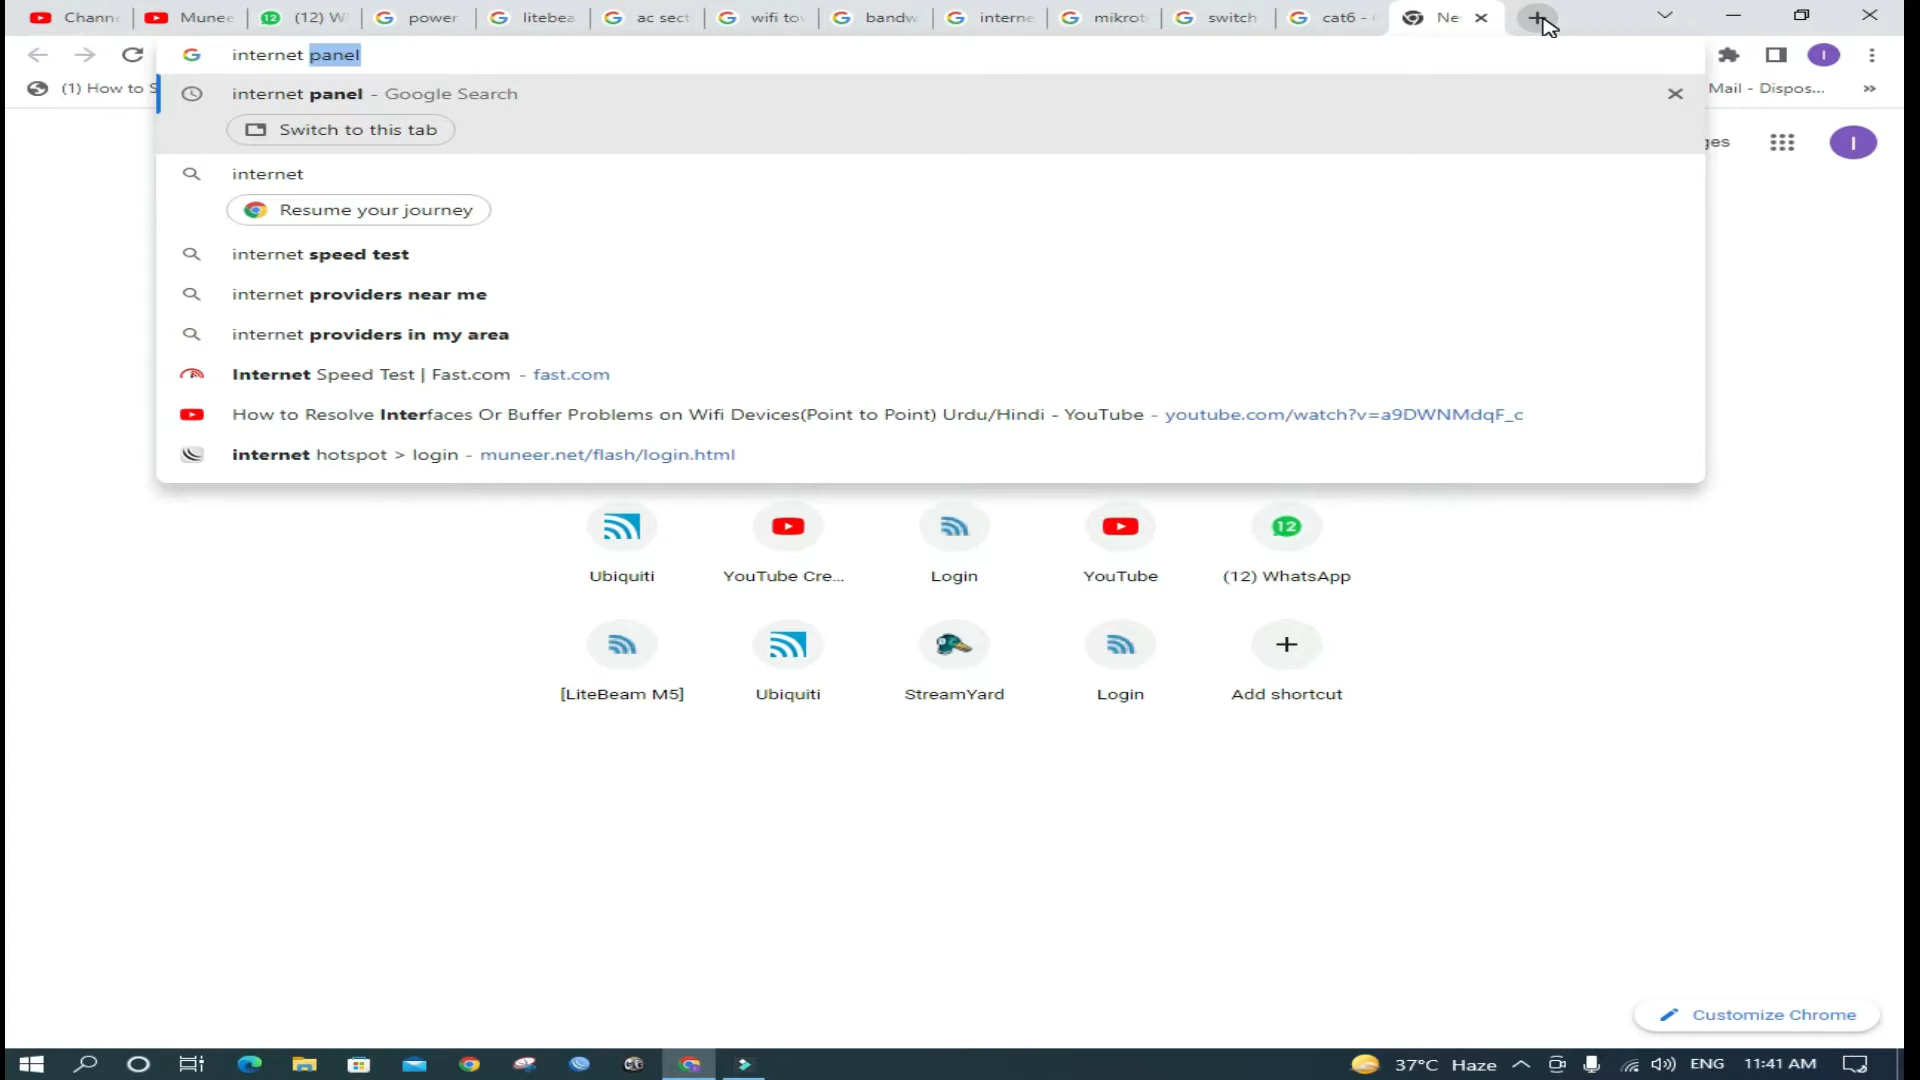 Chann
Munee
12
(12) W
power
litebea
ac sect
wifi to
bandw
interne
mikrot
switch
cat6 -
Ne
internet panel
I
(1) How to S
Mail - Dispos...
»
internet panel - Google Search
Switch to this tab
ges
I
internet
Resume your journey
internet speed test
internet providers near me
internet providers in my area
Internet Speed Test | Fast.com - fast.com
How to Resolve Interfaces Or Buffer Problems on Wifi Devices(Point to Point) Urdu/Hindi - YouTube - youtube.com/watch?v=a9DWNMdqF_c
internet hotspot > login - muneer.net/flash/login.html
12
Ubiquiti
YouTube Cre...
Login
YouTube
(12) WhatsApp
[LiteBeam M5]
Ubiquiti
StreamYard
Login
Add shortcut
Customize Chrome
37°C Haze
ENG
11:41 AM